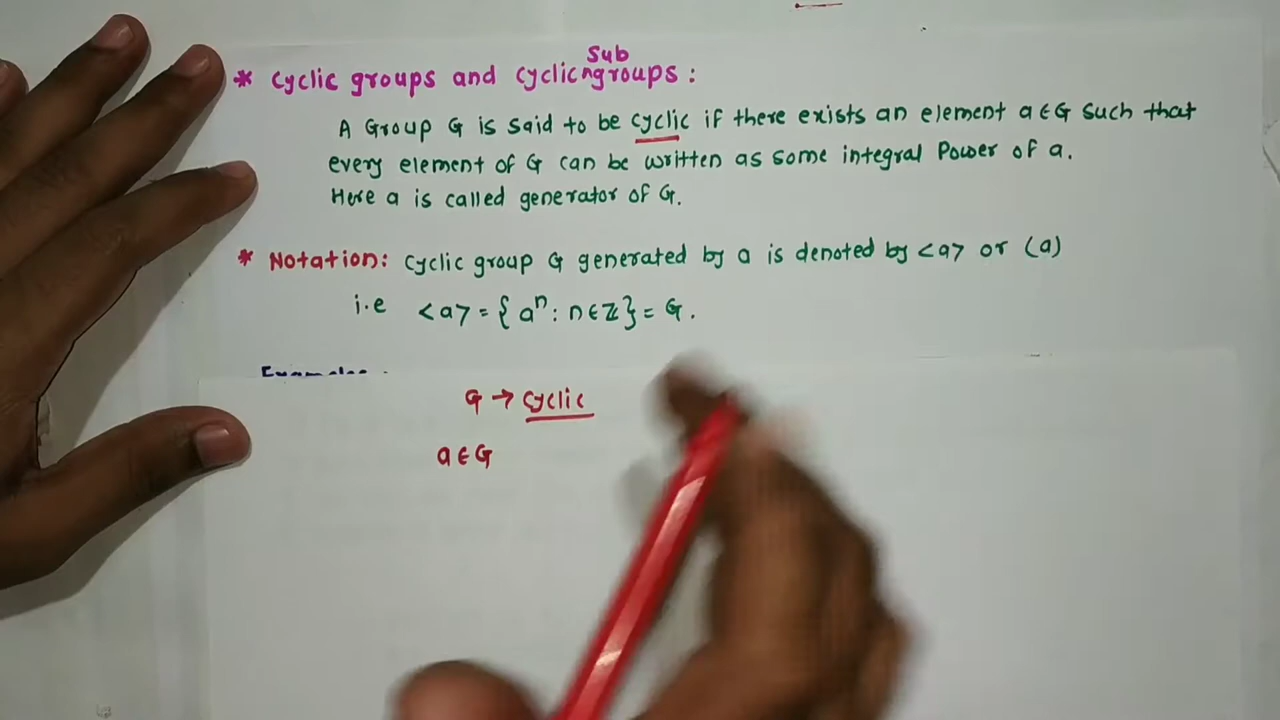 * Cyclic groups and cyclic^subgroups :
A Group G is said to be cyclic if there exists an element a∈G such that
every element of G can be written as some integral Power of a.
Here a is called generator of G.
* Notation: cyclic group G generated by a is denoted by <a> or (a)
i.e <a> = { aⁿ : n∈ℤ} = G.
Examples :
G → cyclic
a∈G